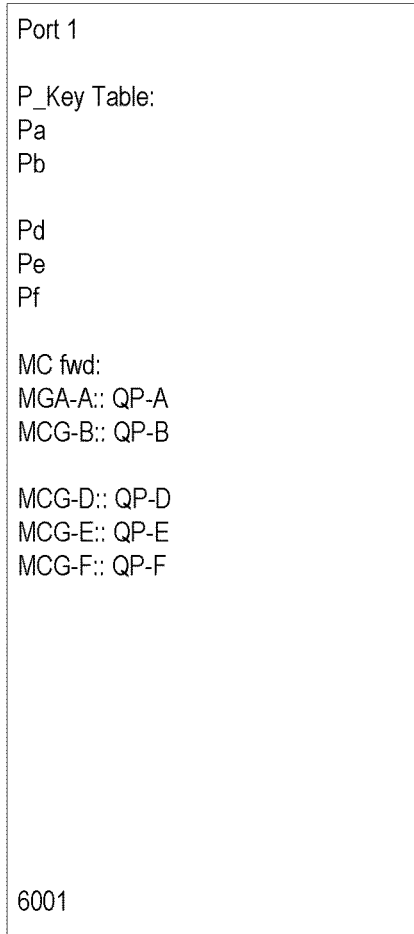 Port 1
P_Key Table:
Pa
Pb
Pd
Pe
Pf
MC fwd:
MGA-A:: QP-A
MCG-B:: QP-B
MCG-D:: QP-D
MCG-E:: QP-E
MCG-F:: QP-F
6001